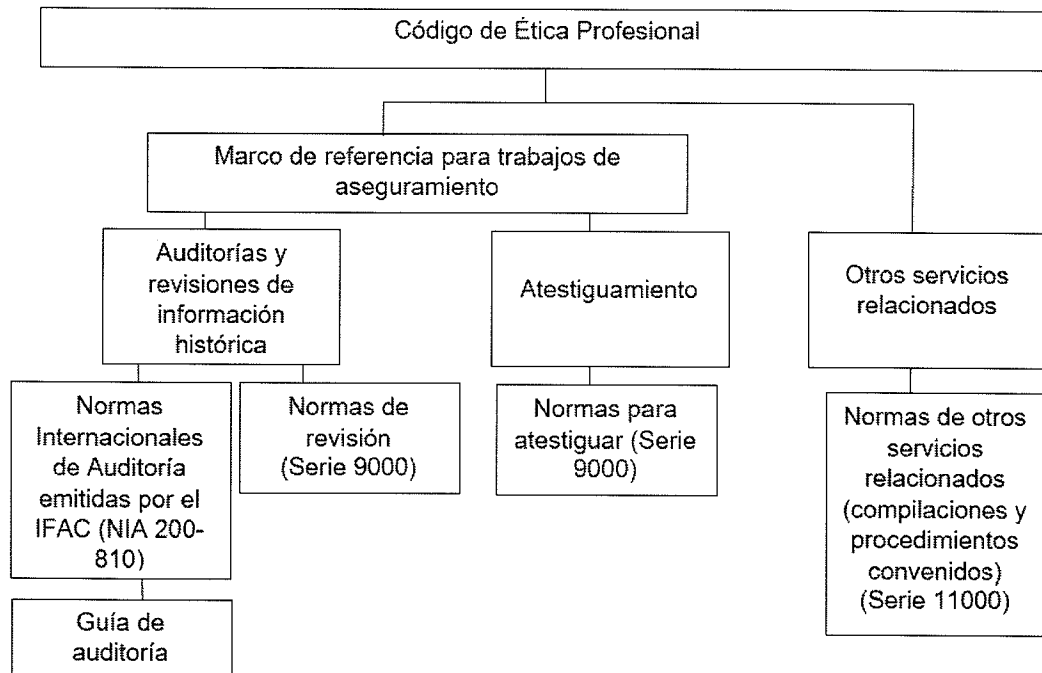 Código de Ética Profesional
Marco de referencia para trabajos de
aseguramiento
Auditorías y
revisiones de
información
histórica
Atestiguamiento
Otros servicios
relacionados
Normas
Internacionales
de Auditoría
emitidas por el
IFAC (NIA 200-
810)
Normas de
revisión
(Serie 9000)
Normas para
atestiguar (Serie
9000)
Normas de otros
servicios
relacionados
(compilaciones y
procedimientos
convenidos)
(Serie 11000)
Guía de
auditoría